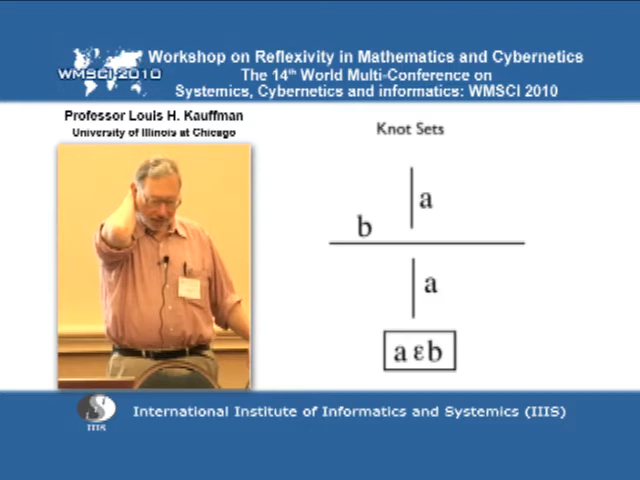 Workshop on Reflexivity in Mathematics and Cybernetics
The 14th World Multi-Conference on
Systemics, Cybernetics and informatics: WMSCI 2010
WMSCI 2010
Professor Louis H. Kauffman
University of Illinois at Chicago
Knot Sets
a
b
a
a ε b
International Institute of Informatics and Systemics (IIIS)
IIIS